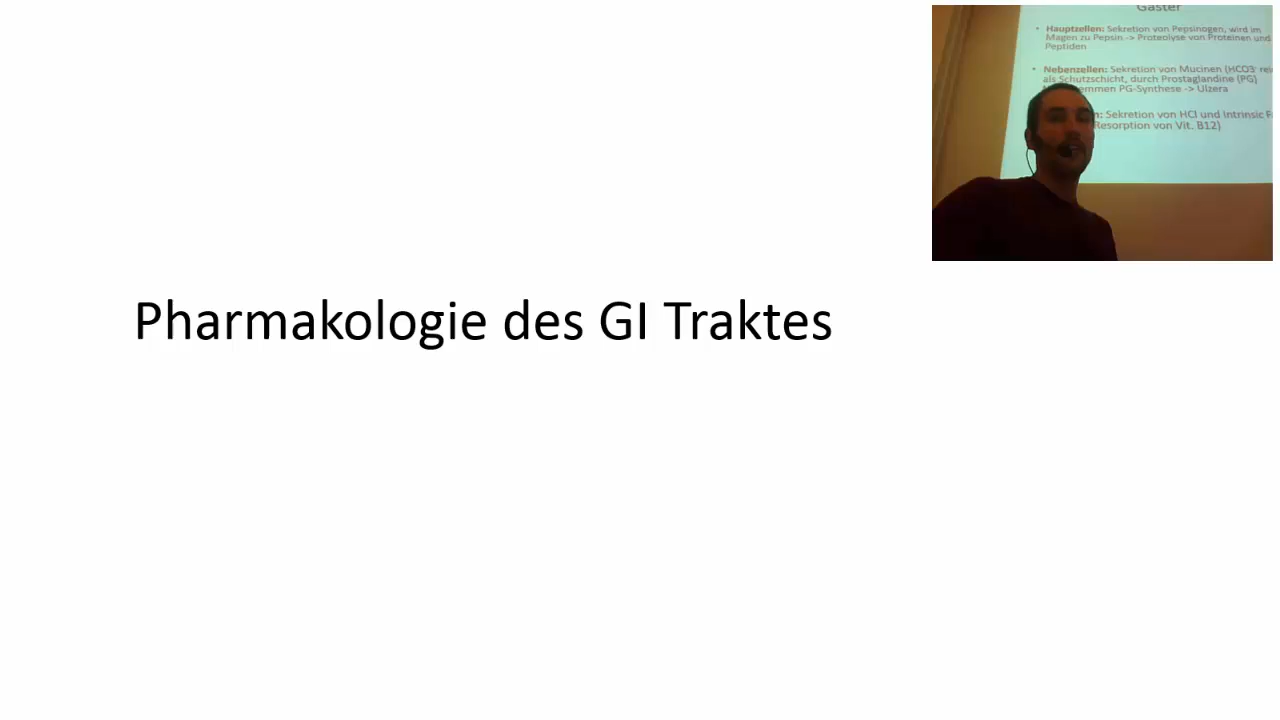 Gaster
• Hauptzellen: Sekretion von Pepsinogen, wird im
Magen zu Pepsin -> Proteolyse von Proteinen und
Peptiden
• Nebenzellen: Sekretion von Mucinen (HCO3
als Schutzschicht, durch Prostaglandine (PG)
PG-Synthese -> Ulzera
Sekretion von HCl und Intrinsic
Resorption von Vit. B12)
Pharmakologie des GI Traktes